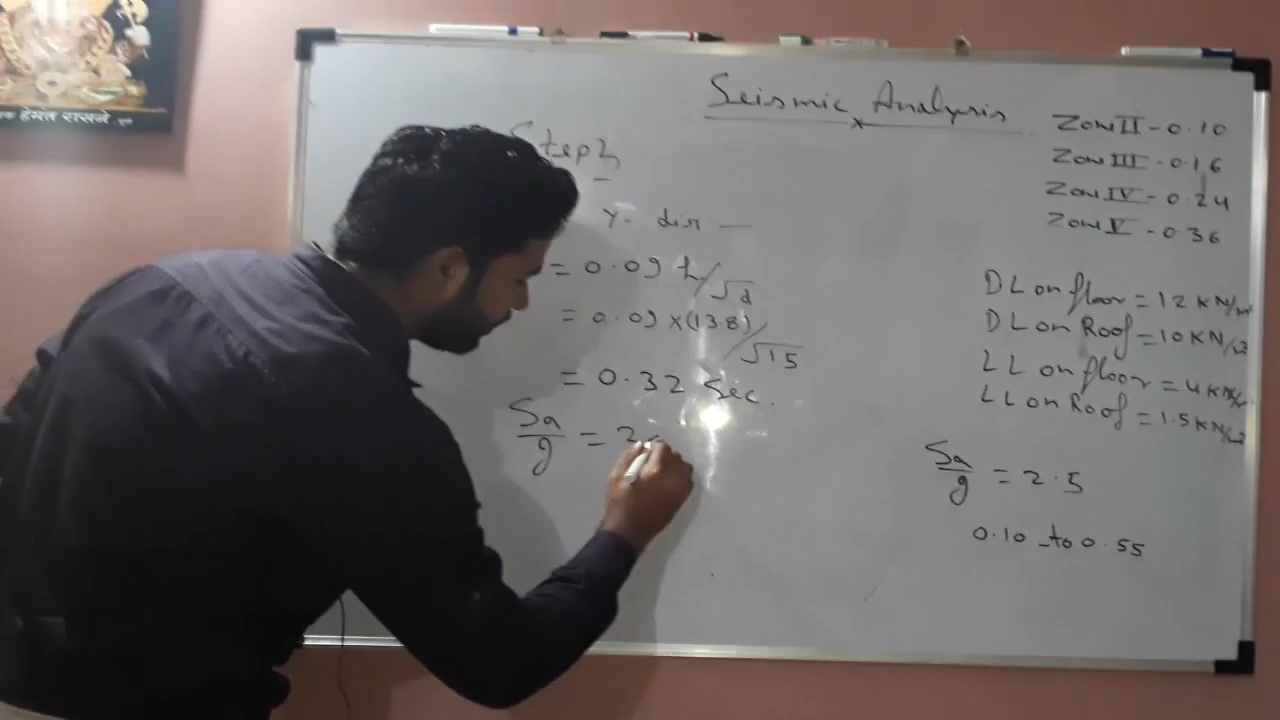 हेमंत रासने
Seismic Analysis
Step 2
Y- dir —
= 0.09 h/√d
= 0.09 x(13.8)/√15
= 0.32 sec.
Sa/g = 2
Zone II - 0.10
Zone III - 0.16
Zone IV - 0.24
Zone V - 0.36
DL on floor = 12 KN/m
DL on Roof = 10 KN/m2
LL on floor = 4 KN/m
LL on Roof = 1.5 KN/m2
Sa/g = 2.5
0.10 to 0.55